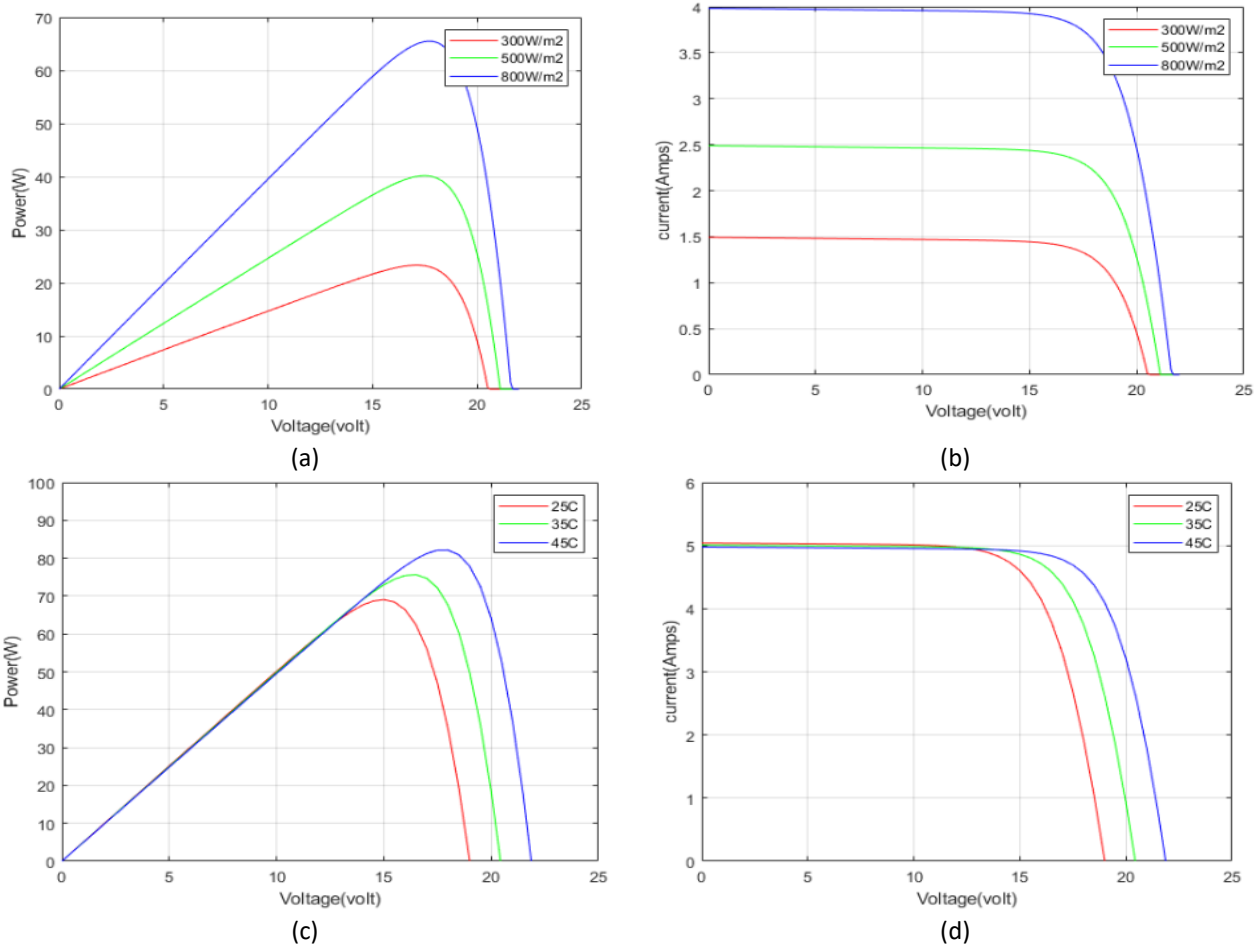 70
60
50
40
30
20
10
0
Power(W)
300W/m2
500W/m2
800W/m2
0 5 10 15 20 25
Voltage(volt)
(a)
4
3.5
3
2.5
2
1.5
1
0.5
0
current(Amps)
300W/m2
500W/m2
800W/m2
0 5 10 15 20 25
Voltage(volt)
(b)
100
90
80
70
60
50
40
30
20
10
0
Power(W)
25C
35C
45C
0 5 10 15 20 25
Voltage(volt)
(c)
6
5
4
3
2
1
0
current(Amps)
25C
35C
45C
0 5 10 15 20 25
Voltage(volt)
(d)